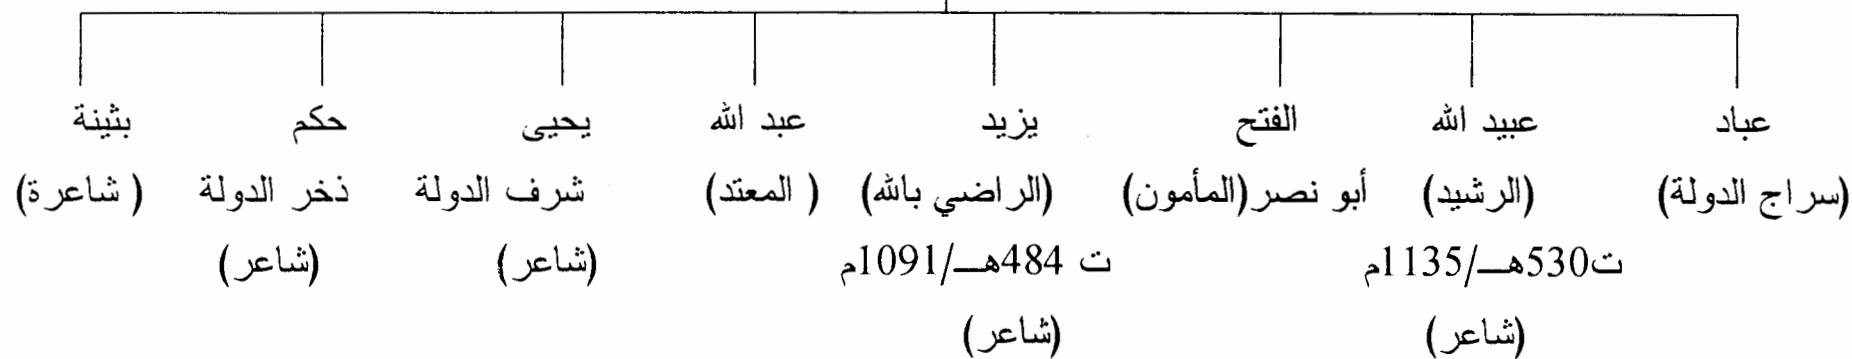 عباد عبيد الله الفتح يزيد عبد الله يحيى حكم بثينة
(سراج الدولة) (الرشيد) أبو نصر(المأمون) (الراضي بالله) ( المعتد) شرف الدولة ذخر الدولة ( شاعرة)
ت530هـ/1135م ت 484هـ/1091م (شاعر) (شاعر)
(شاعر) (شاعر)